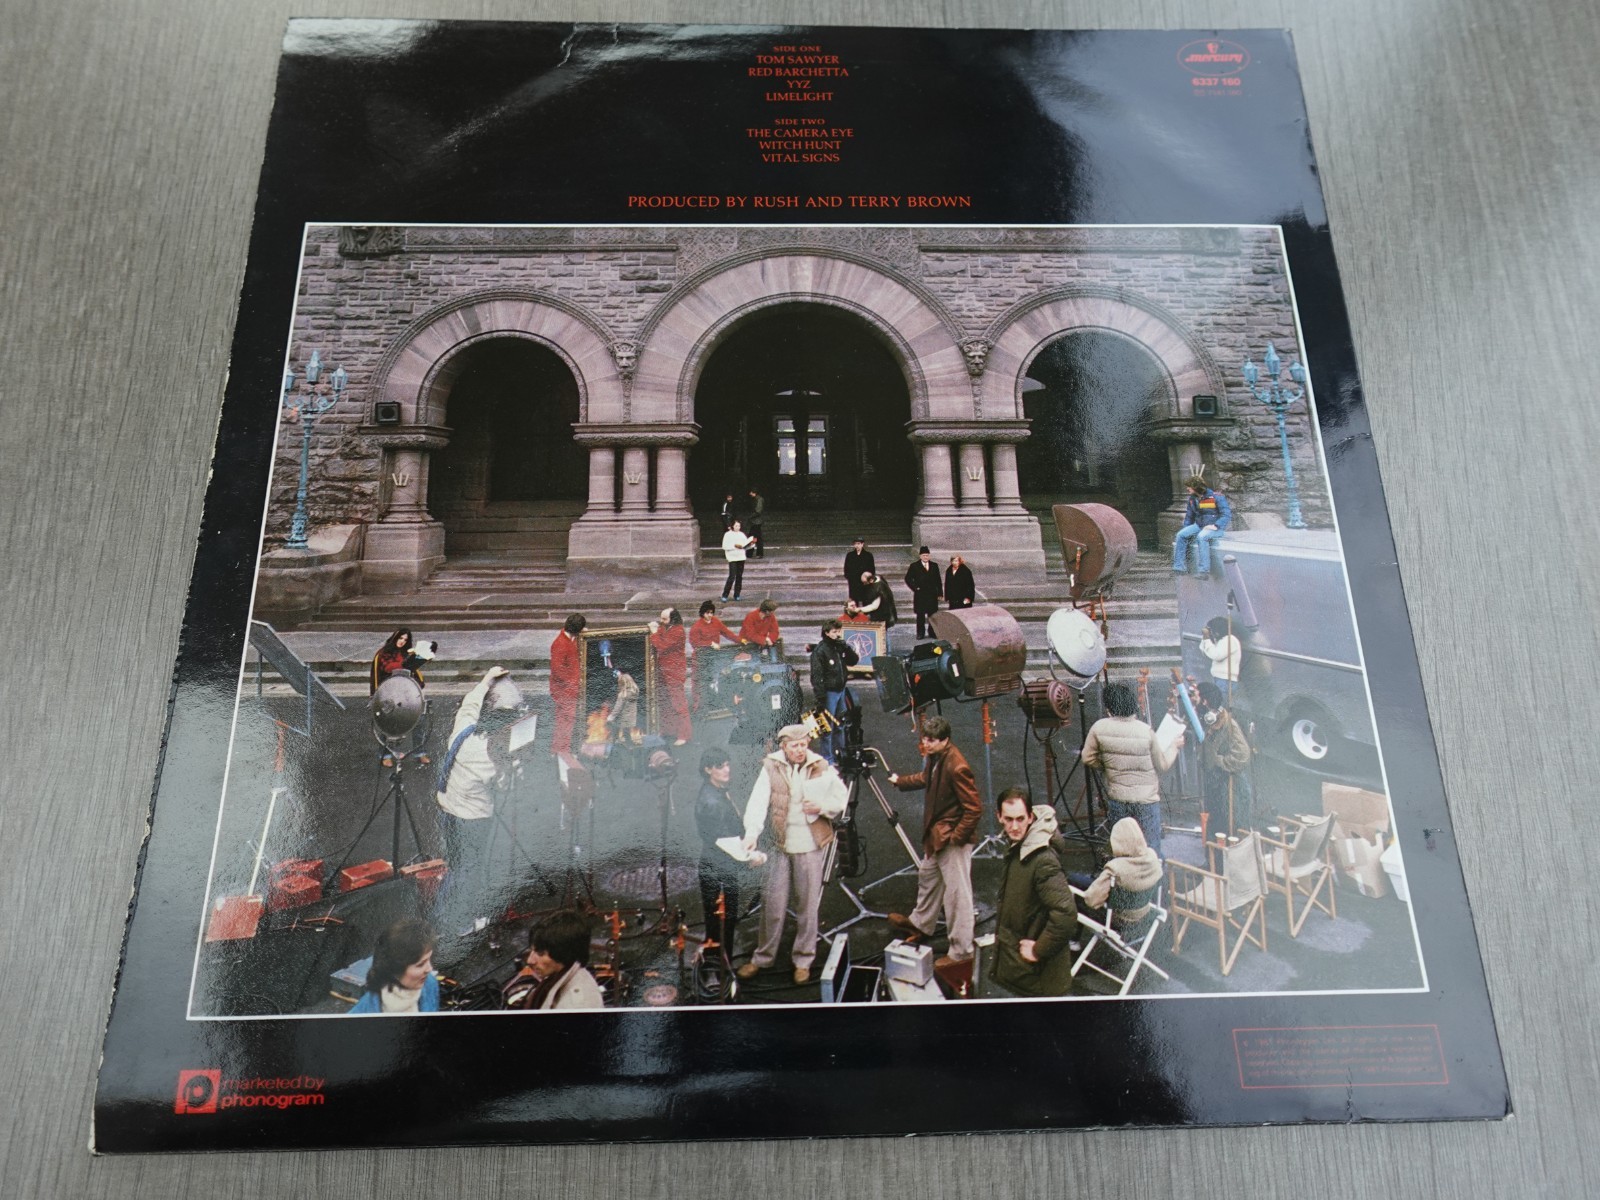 SIDE ONE
TOM SAWYER
RED BARCHETTA
YYZ
LIMELIGHT
SIDE TWO
THE CAMERA EYE
WITCH HUNT
VITAL SIGNS
PRODUCED BY RUSH AND TERRY BROWN
mercury
6337 160
marketed by
phonogram